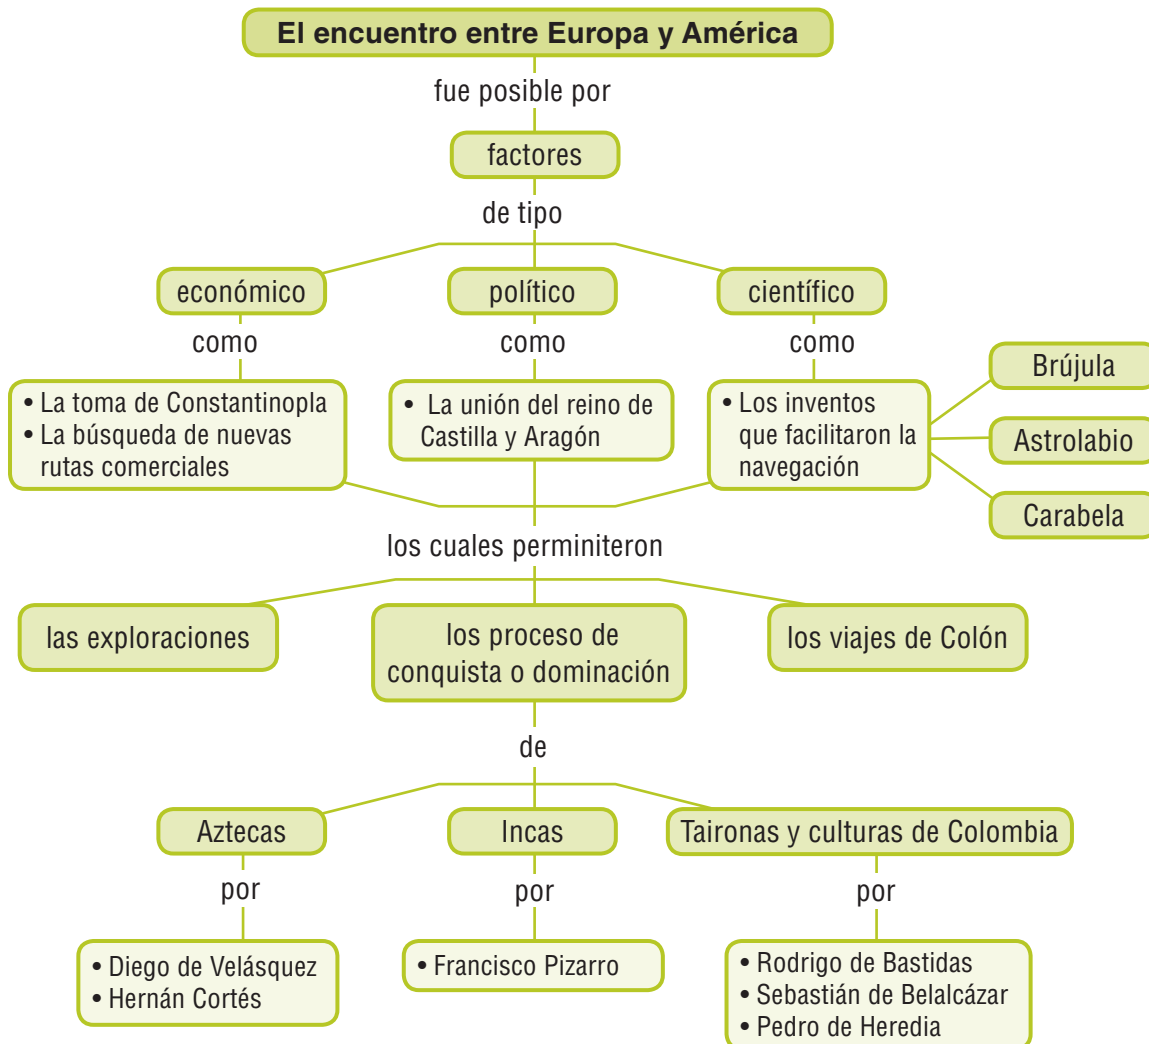 El encuentro entre Europa y América
fue posible por
factores
de tipo
económico
político
científico
como
como
como
• La toma de Constantinopla
• La búsqueda de nuevas
rutas comerciales
• La unión del reino de
Castilla y Aragón
• Los inventos
que facilitaron la
navegación
Brújula
Astrolabio
Carabela
los cuales perminiteron
las exploraciones
los proceso de
conquista o dominación
los viajes de Colón
de
Aztecas
Incas
Taironas y culturas de Colombia
por
por
por
• Diego de Velásquez
• Hernán Cortés
• Francisco Pizarro
• Rodrigo de Bastidas
• Sebastián de Belalcázar
• Pedro de Heredia